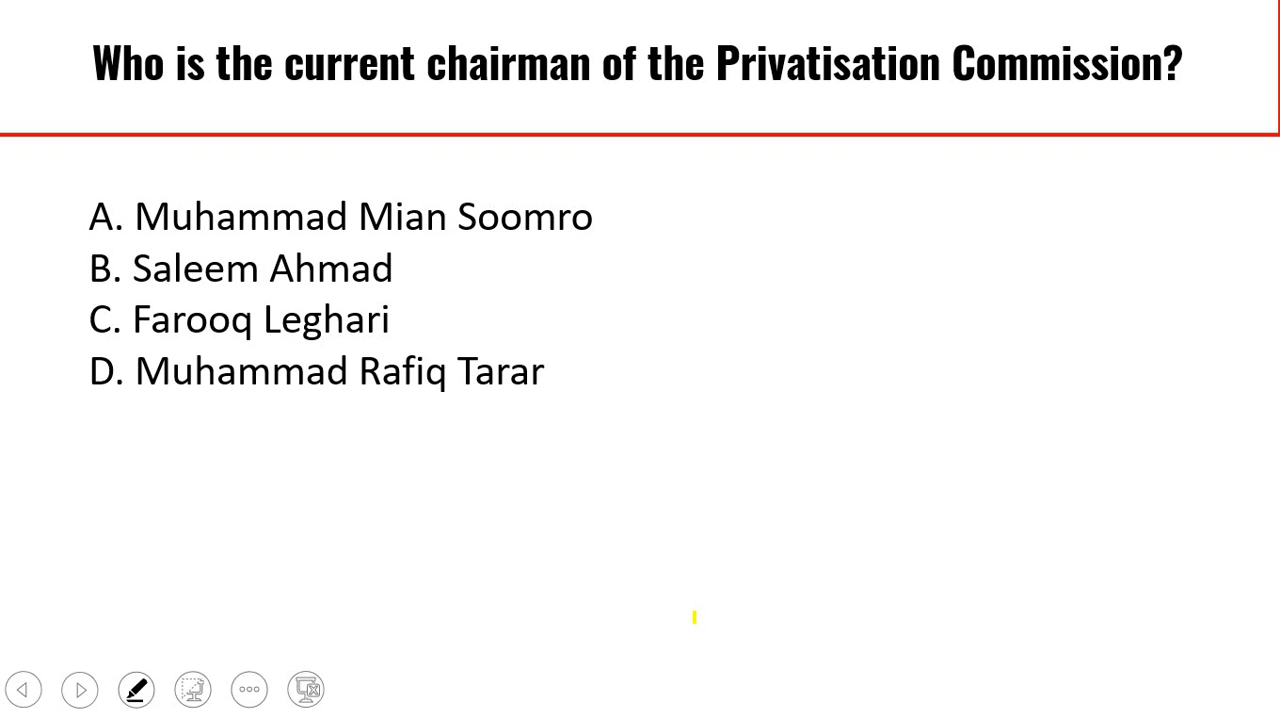 Who is the current chairman of the Privatisation Commission?
A. Muhammad Mian Soomro
B. Saleem Ahmad
C. Farooq Leghari
D. Muhammad Rafiq Tarar